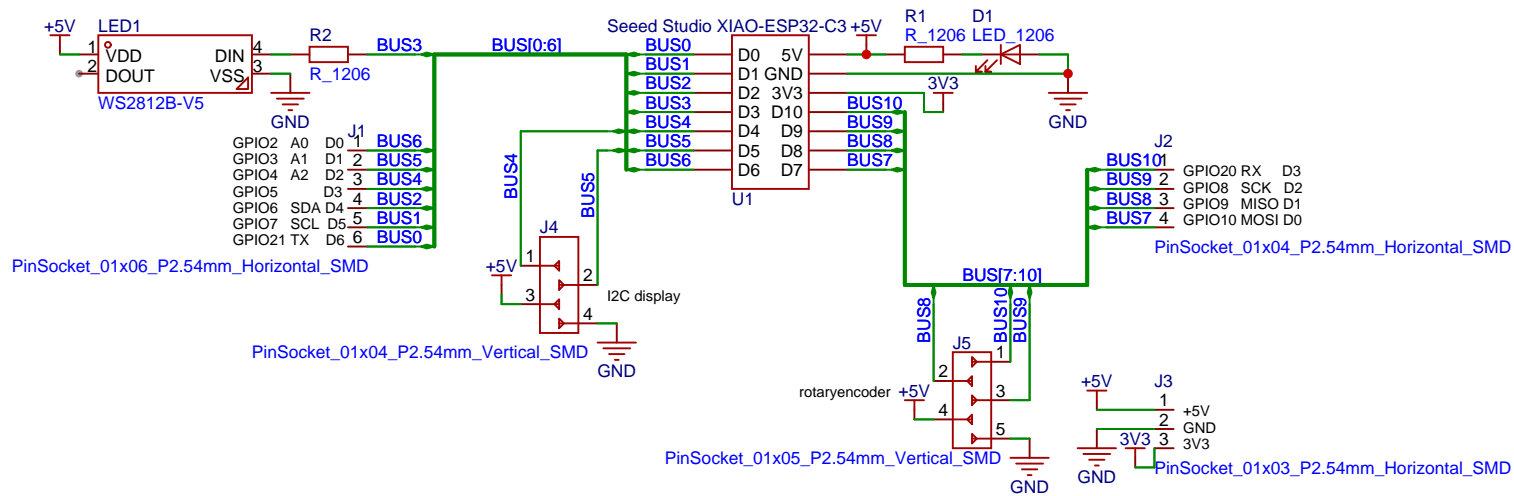 +5V
LED1
1
VDD
DIN
4
2
DOUT
VSS
3
WS2812B-V5
GND
R2
R_1206
BUS3
BUS[0:6]
Seeed Studio XIAO-ESP32-C3
+5V
BUS0
D0
5V
BUS1
D1
GND
BUS2
D2
3V3
BUS3
D3
D10
BUS10
BUS4
D4
D9
BUS9
BUS5
D5
D8
BUS8
BUS6
D6
D7
BUS7
U1
R1
R_1206
D1
LED_1206
3V3
GND
J1
GPIO2 A0 D0 1 BUS6
GPIO3 A1 D1 2 BUS5
GPIO4 A2 D2 3 BUS4
GPIO5 D3
GPIO6 SDA D4 4 BUS2
GPIO7 SCL D5 5 BUS1
GPIO21 TX D6 6 BUS0
PinSocket_01x06_P2.54mm_Horizontal_SMD
BUS4
BUS5
J4
+5V
1
2
3
4
I2C display
PinSocket_01x04_P2.54mm_Vertical_SMD
GND
J2
BUS10 1 GPIO20 RX D3
BUS9 2 GPIO8 SCK D2
BUS8 3 GPIO9 MISO D1
BUS7 4 GPIO10 MOSI D0
PinSocket_01x04_P2.54mm_Horizontal_SMD
BUS[7:10]
BUS8
BUS10
BUS9
J5
1
2
3
4
5
rotaryencoder
+5V
PinSocket_01x05_P2.54mm_Vertical_SMD
GND
+5V
J3
1
+5V
2
GND
3V3
3
3V3
GND
PinSocket_01x03_P2.54mm_Horizontal_SMD